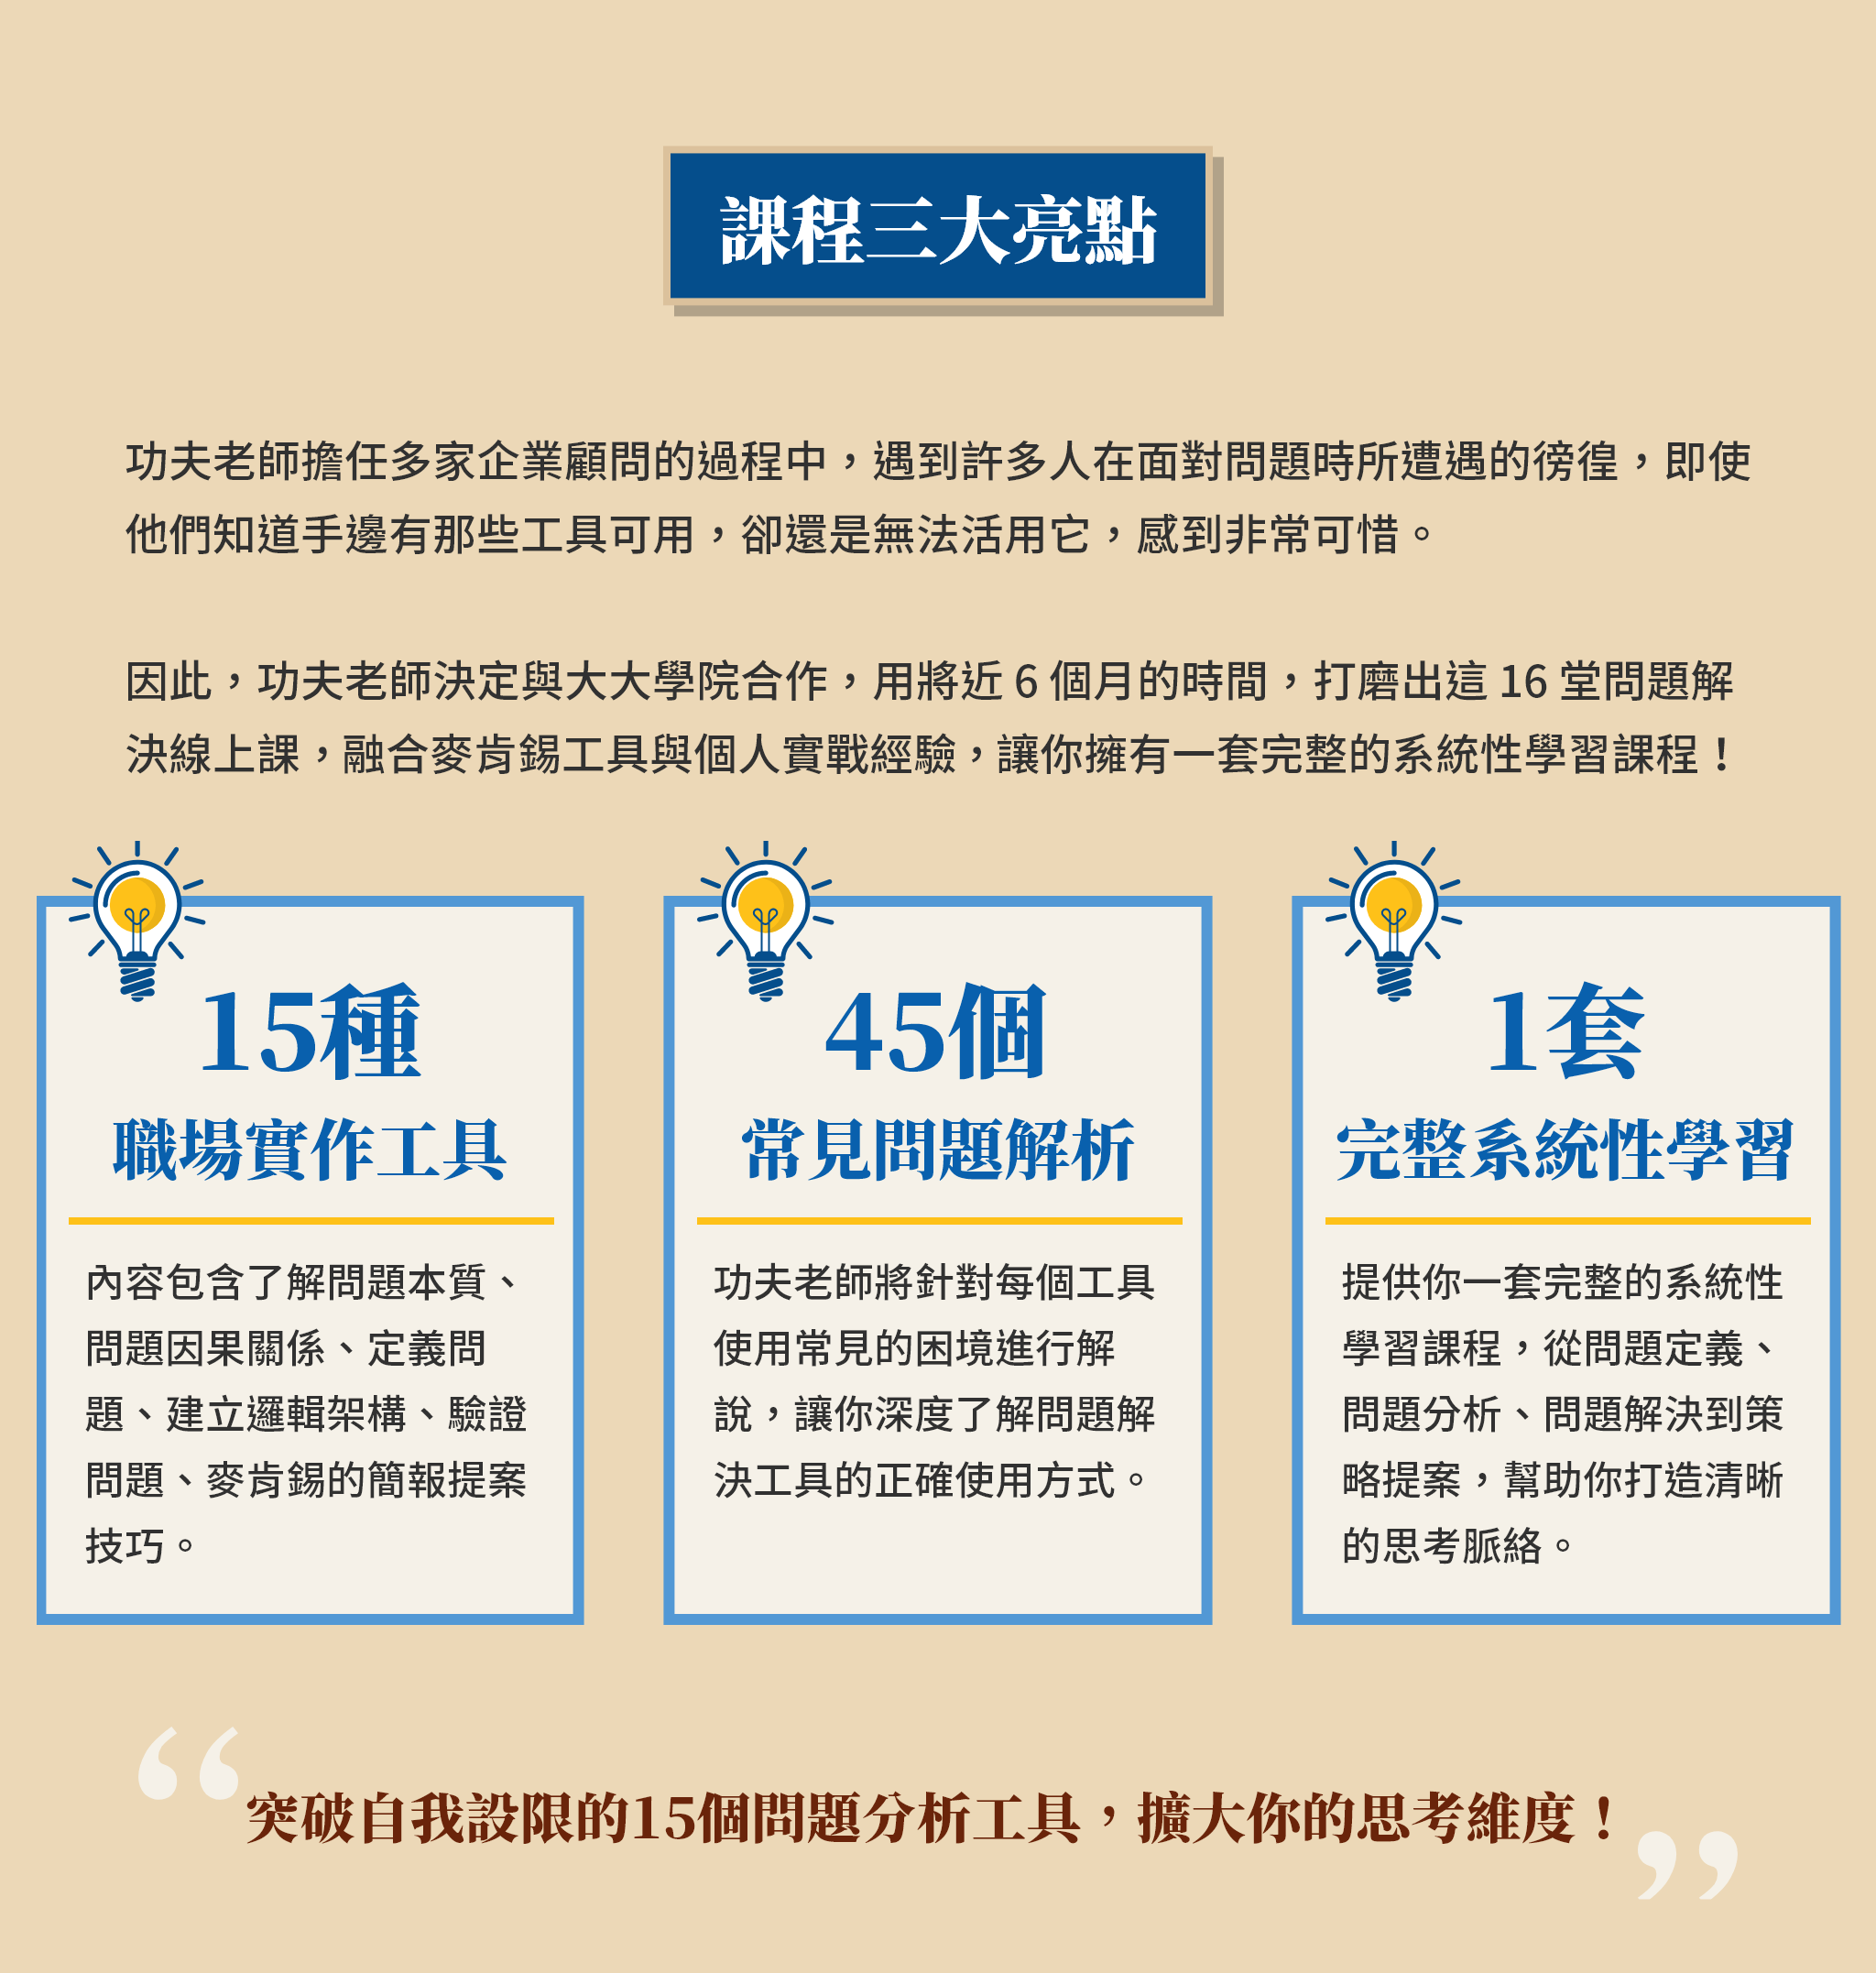 課程三大亮點
功夫老師擔任多家企業顧問的過程中，遇到許多人在面對問題時所遭遇的徬徨，即使
他們知道手邊有那些工具可用，卻還是無法活用它，感到非常可惜。
因此，功夫老師決定與大大學院合作，用將近 6 個月的時間，打磨出這 16 堂問題解
決線上課，融合麥肯錫工具與個人實戰經驗，讓你擁有一套完整的系統性學習課程！
15種
職場實作工具
內容包含了解問題本質、
問題因果關係、定義問
題、建立邏輯架構、驗證
問題、麥肯錫的簡報提案
技巧。
45個
常見問題解析
功夫老師將針對每個工具
使用常見的困境進行解
說，讓你深度了解問題解
決工具的正確使用方式。
1套
完整系統性學習
提供你一套完整的系統性
學習課程，從問題定義、
問題分析、問題解決到策
略提案，幫助你打造清晰
的思考脈絡。
“突破自我設限的15個問題分析工具，擴大你的思考維度！”